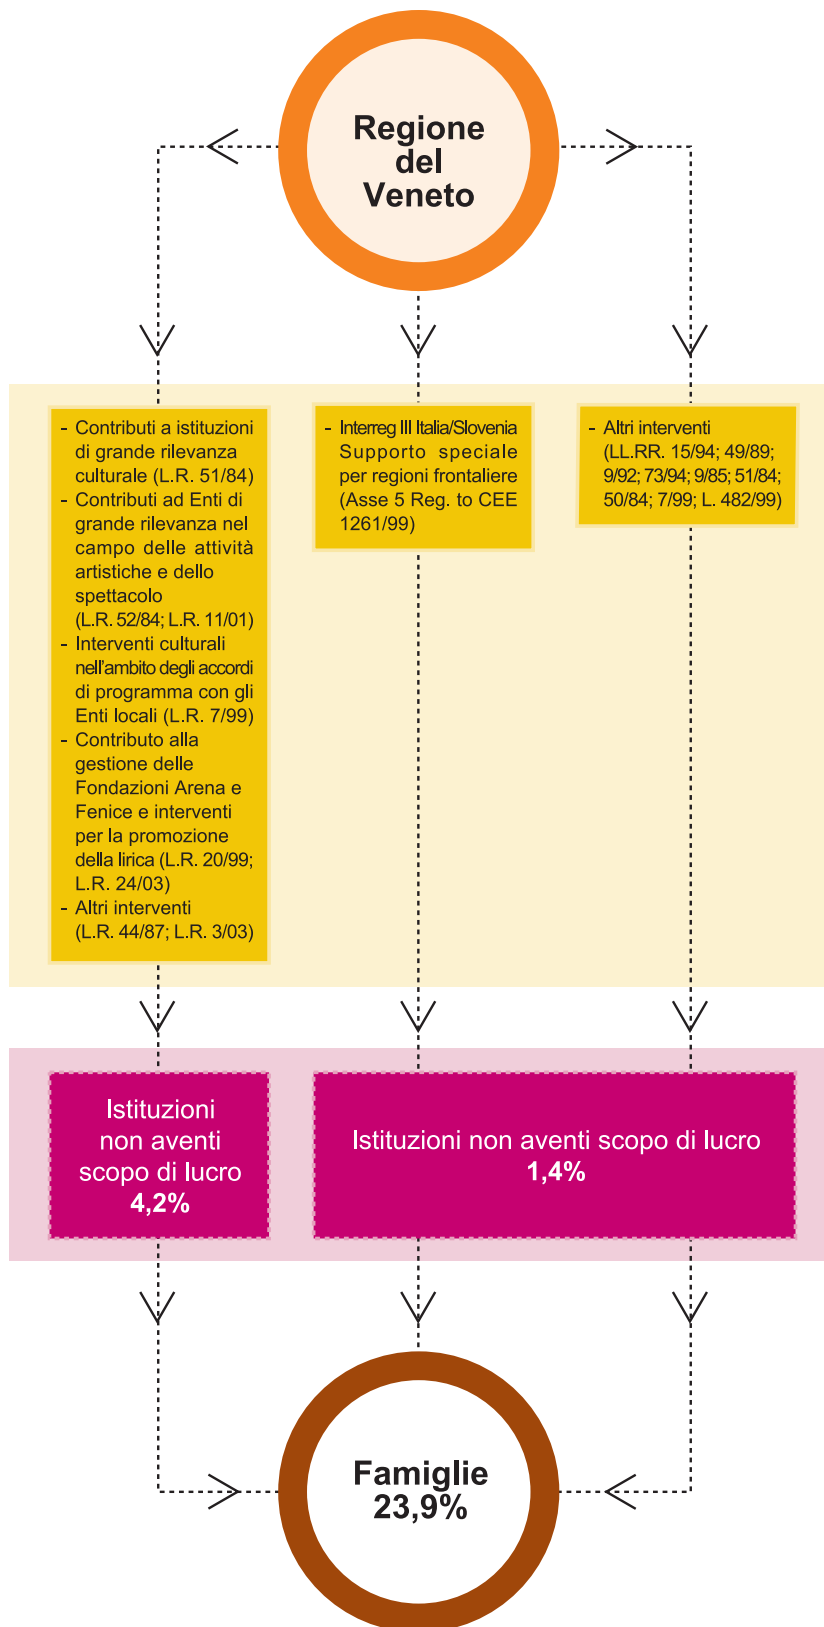 Regione
del
Veneto
- Contributi a istituzioni
di grande rilevanza
culturale (L.R. 51/84)
- Contributi ad Enti di
grande rilevanza nel
campo delle attività
artistiche e dello
spettacolo
(L.R. 52/84; L.R. 11/01)
- Interventi culturali
nell'ambito degli accordi
di programma con gli
Enti locali (L.R. 7/99)
- Contributo alla
gestione delle
Fondazioni Arena e
Fenice e interventi
per la promozione
della lirica (L.R. 20/99;
L.R. 24/03)
- Altri interventi
(L.R. 44/87; L.R. 3/03)
- Interreg III Italia/Slovenia
Supporto speciale
per regioni frontaliere
(Asse 5 Reg. to CEE
1261/99)
- Altri interventi
(LL.RR. 15/94; 49/89;
9/92; 73/94; 9/85; 51/84;
50/84; 7/99; L. 482/99)
Istituzioni
non aventi
scopo di lucro
4,2%
Istituzioni non aventi scopo di lucro
1,4%
Famiglie
23,9%